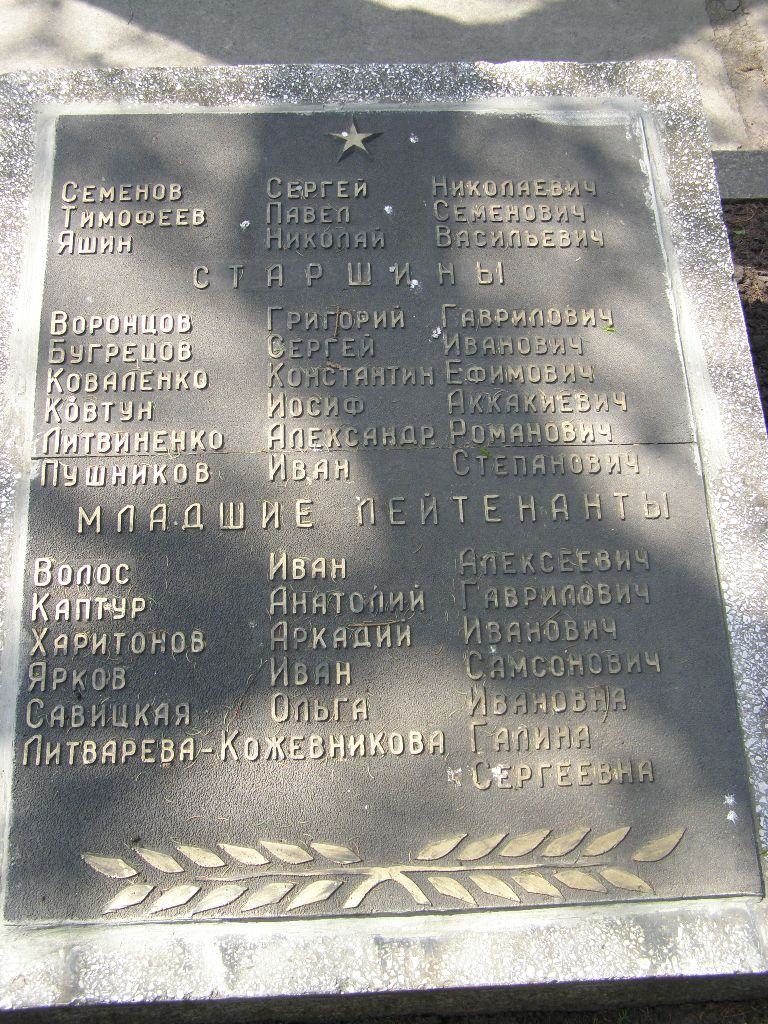 Семенов Сергей Николаевич
Тимофеев Павел Семенович
Яшин Николай Васильевич
СТАРШИНЫ
Воронцов Григорий Гаврилович
Бугрецов Сергей Иванович
Коваленко Константин Ефимович
Ковтун Иосиф Аккакиевич
Литвиненко Александр Романович
Пушников Иван Степанович
МЛАДШИЕ ЛЕЙТЕНАНТЫ
Волос Иван Алексеевич
Каптур Анатолий Гаврилович
Харитонов Аркадий Иванович
Ярков Иван Самсонович
Савицкая Ольга Ивановна
Литварева-Кожевникова Галина
Сергеевна